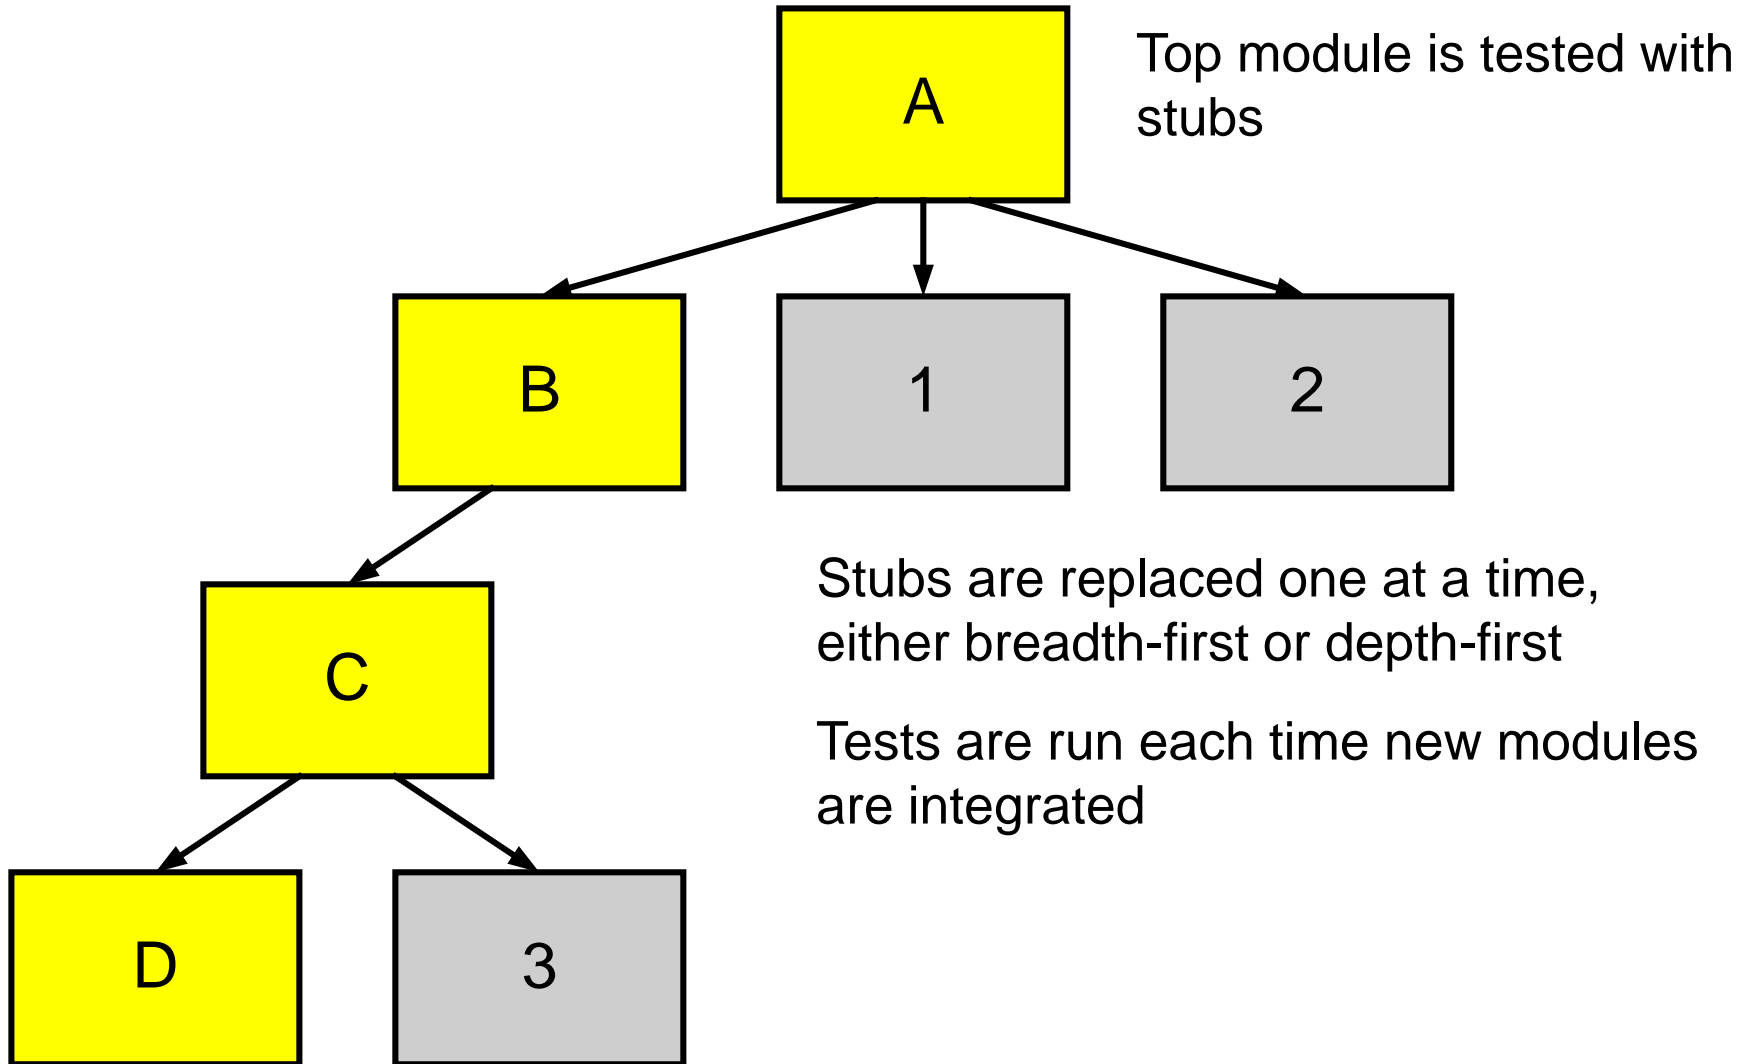 A
Top module is tested with
stubs
B
1
2
Stubs are replaced one at a time,
either breadth-first or depth-first
C
Tests are run each time new modules
are integrated
D
3